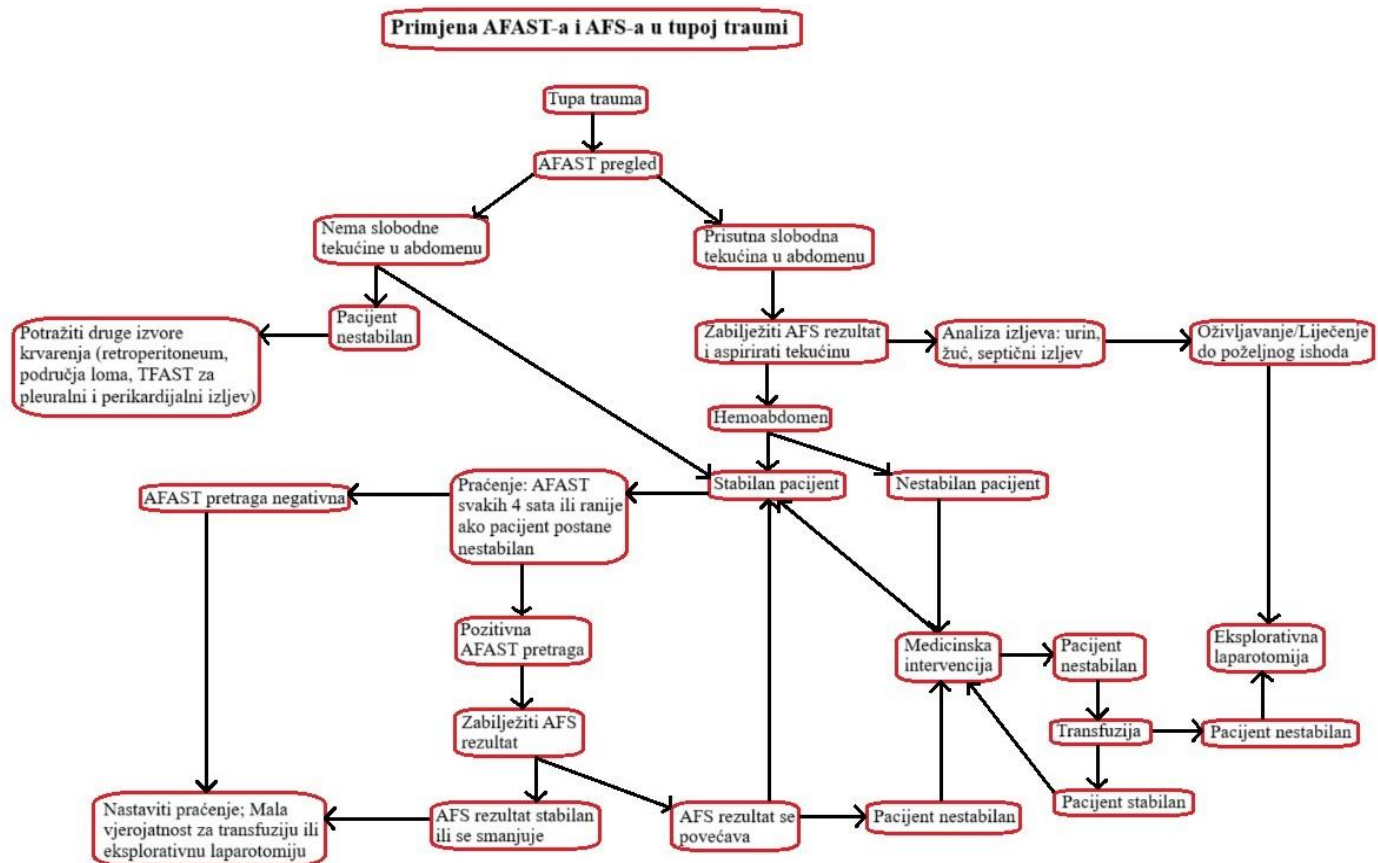 Primjena AFAST-a i AFS-a u tupoj traumi
Tupa trauma
AFAST pregled
Nema slobodne
tekućine u abdomenu
Prisutna slobodna
tekućina u abdomenu
Pacijent
nestabilan
Potražiti druge izvore
krvarenja (retroperitoneum,
područja loma, TFAST za
pleuralni i perikardijalni izljev)
Zabilježiti AFS rezultat
i aspirirati tekućinu
Analiza izljeva: urin,
žuć, septični izljev
Oživljavanje/Liječenje
do poželjnog ishoda
Hemoabdomen
AFAST pretraga negativna
Praćenje: AFAST
svakih 4 sata ili ranije
ako pacijent postane
nestabilan
Stabilan pacijent
Nestabilan pacijent
Pozitivna
AFAST pretraga
Medicinska
intervencija
Pacijent
nestabilan
Eksplorativna
laparotomija
Zabilježiti AFS
rezultat
Transfuzija
Pacijent nestabilan
Nastaviti praćenje; Mala
vjerojatnost za transfuziju ili
eksplorativnu laparotomiju
AFS rezultat stabilan
ili se smanjuje
AFS rezultat se
povećava
Pacijent nestabilan
Pacijent stabilan